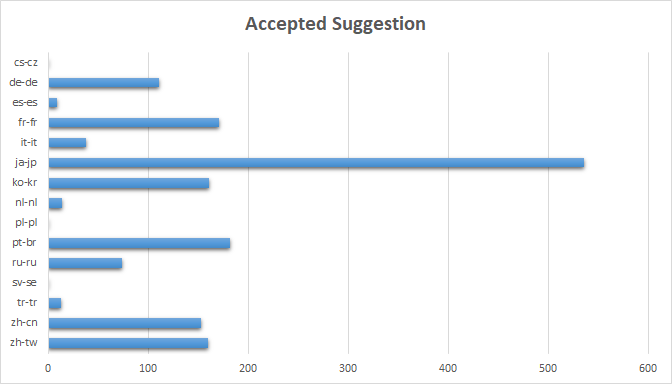 Accepted Suggestion
cs-cz
de-de
es-es
fr-fr
it-it
ja-jp
ko-kr
nl-nl
pl-pl
pt-br
ru-ru
sv-se
tr-tr
zh-cn
zh-tw
0 100 200 300 400 500 600